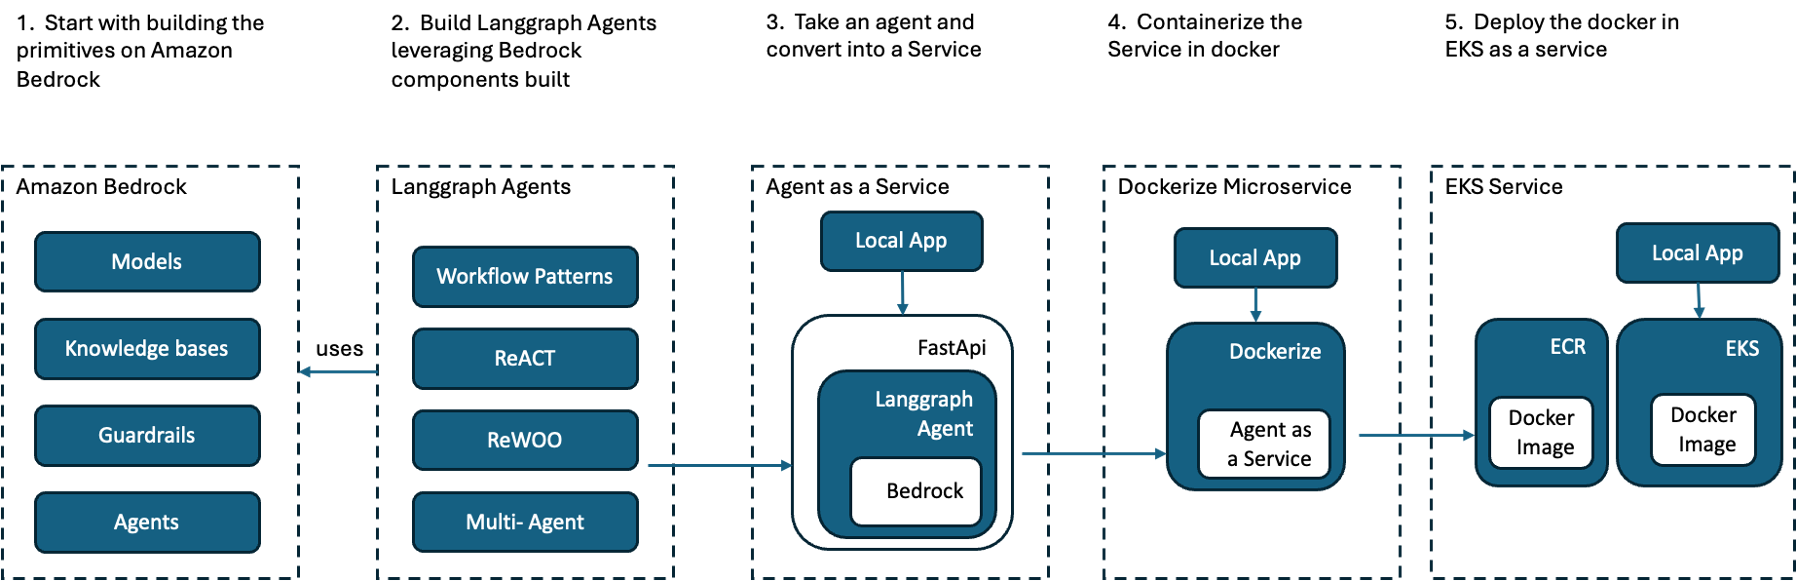 1. Start with building the
primitives on Amazon
Bedrock
2. Build Langgraph Agents
leveraging Bedrock
components built
3. Take an agent and
convert into a Service
4. Containerize the
Service in docker
5. Deploy the docker in
EKS as a service
Amazon Bedrock
Models
Knowledge bases
Guardrails
Agents
uses
Langgraph Agents
Workflow Patterns
ReACT
ReWOO
Multi- Agent
Agent as a Service
Local App
FastApi
Langgraph
Agent
Bedrock
Dockerize Microservice
Local App
Dockerize
Agent as
a Service
EKS Service
Local App
ECR
Docker
Image
EKS
Docker
Image